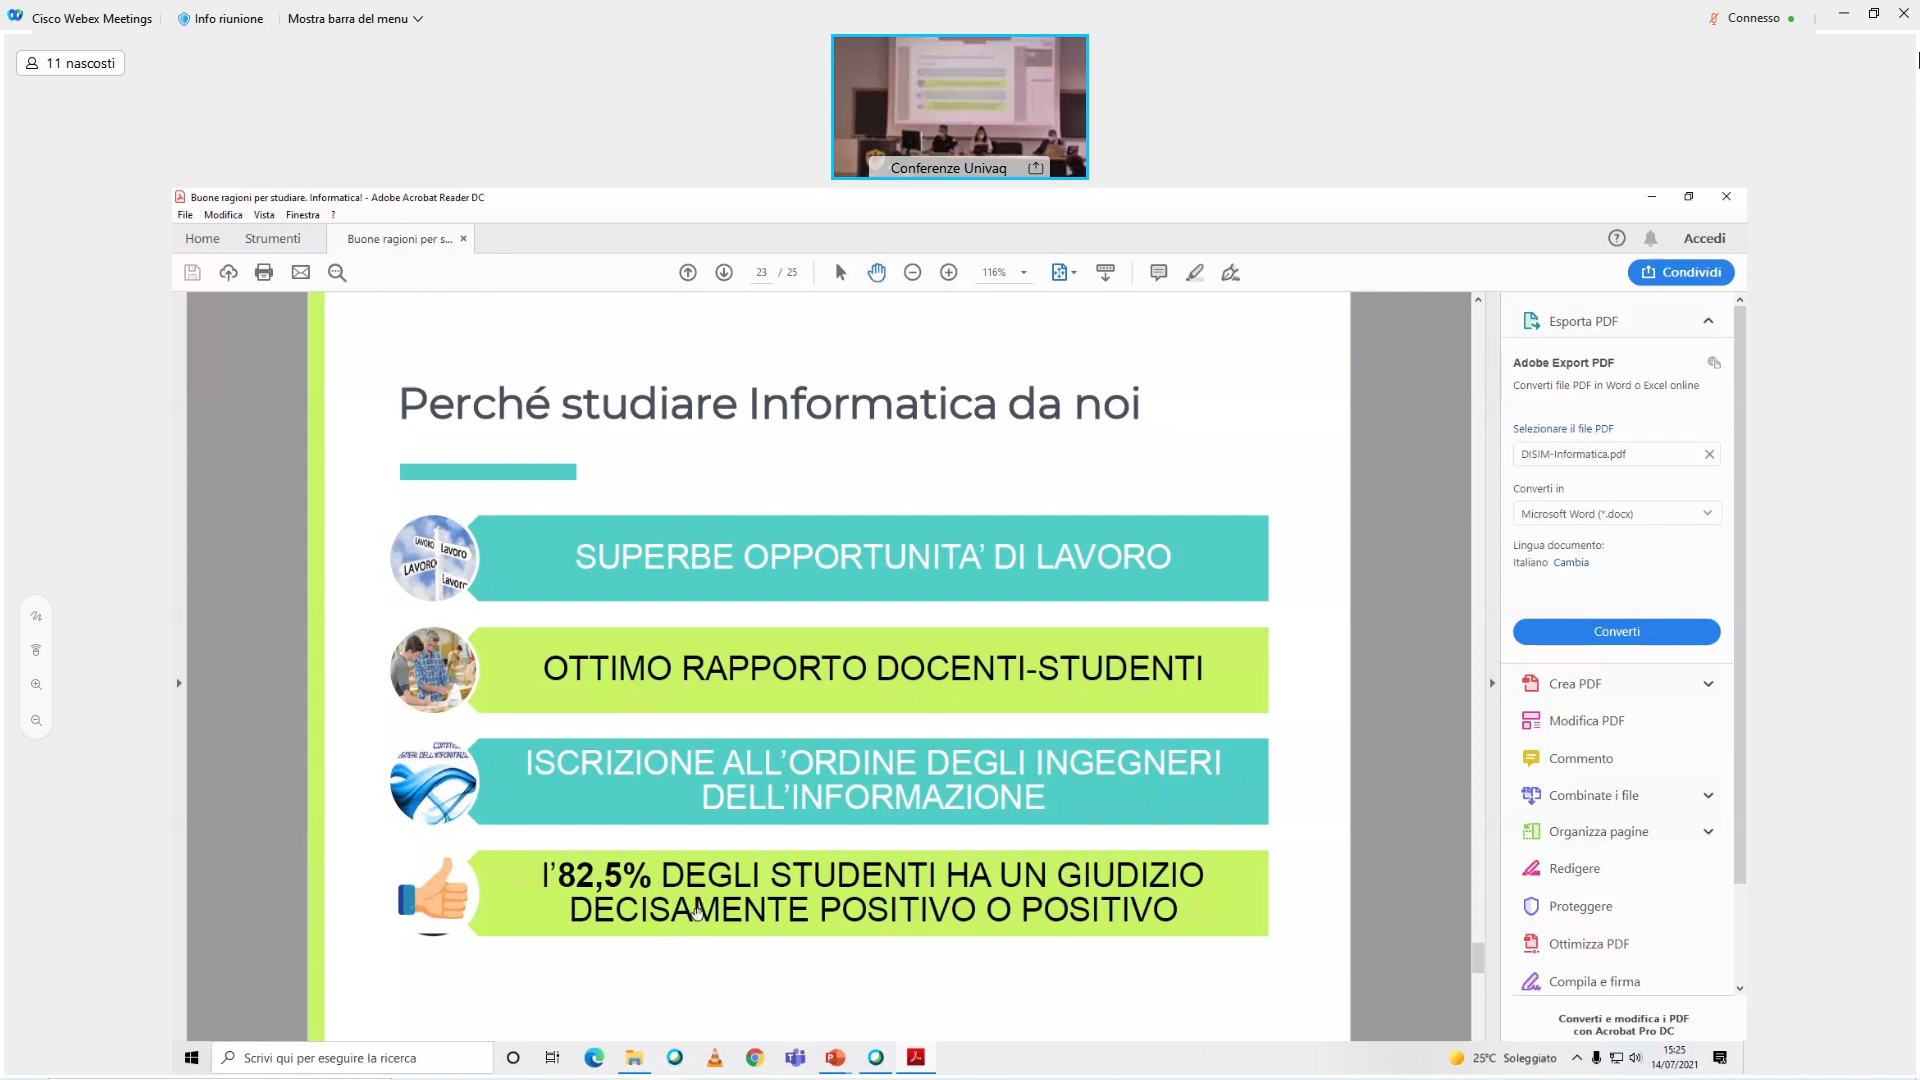 Cisco Webex Meetings
Info riunione
Mostra barra del menu
Connesso
11 nascosti
Conferenze Univaq
Buone ragioni per studiare. Informatica! - Adobe Acrobat Reader DC
File Modifica Vista Finestra ?
Home Strumenti Buone ragioni per s... Accedi
23 / 25 116% Condividi
Perché studiare Informatica da noi
LAVORO Lavoro
LAVORO
Lavoro
SUPERBE OPPORTUNITA’ DI LAVORO
OTTIMO RAPPORTO DOCENTI-STUDENTI
ISCRIZIONE ALL’ORDINE DEGLI INGEGNERI
DELL’INFORMAZIONE
l’82,5% DEGLI STUDENTI HA UN GIUDIZIO
DECISAMENTE POSITIVO O POSITIVO
Esporta PDF
Adobe Export PDF
Converti file PDF in Word o Excel online
Selezionare il file PDF
DISIM-Informatica.pdf
Converti in
Microsoft Word (*.docx)
Lingua documento:
Italiano Cambia
Converti
Crea PDF
Modifica PDF
Commento
Combinate i file
Organizza pagine
Redigere
Proteggere
Ottimizza PDF
Compila e firma
Converti e modifica i PDF
con Acrobat Pro DC
Scrivi qui per eseguire la ricerca
25°C Soleggiato
15:25
14/07/2021